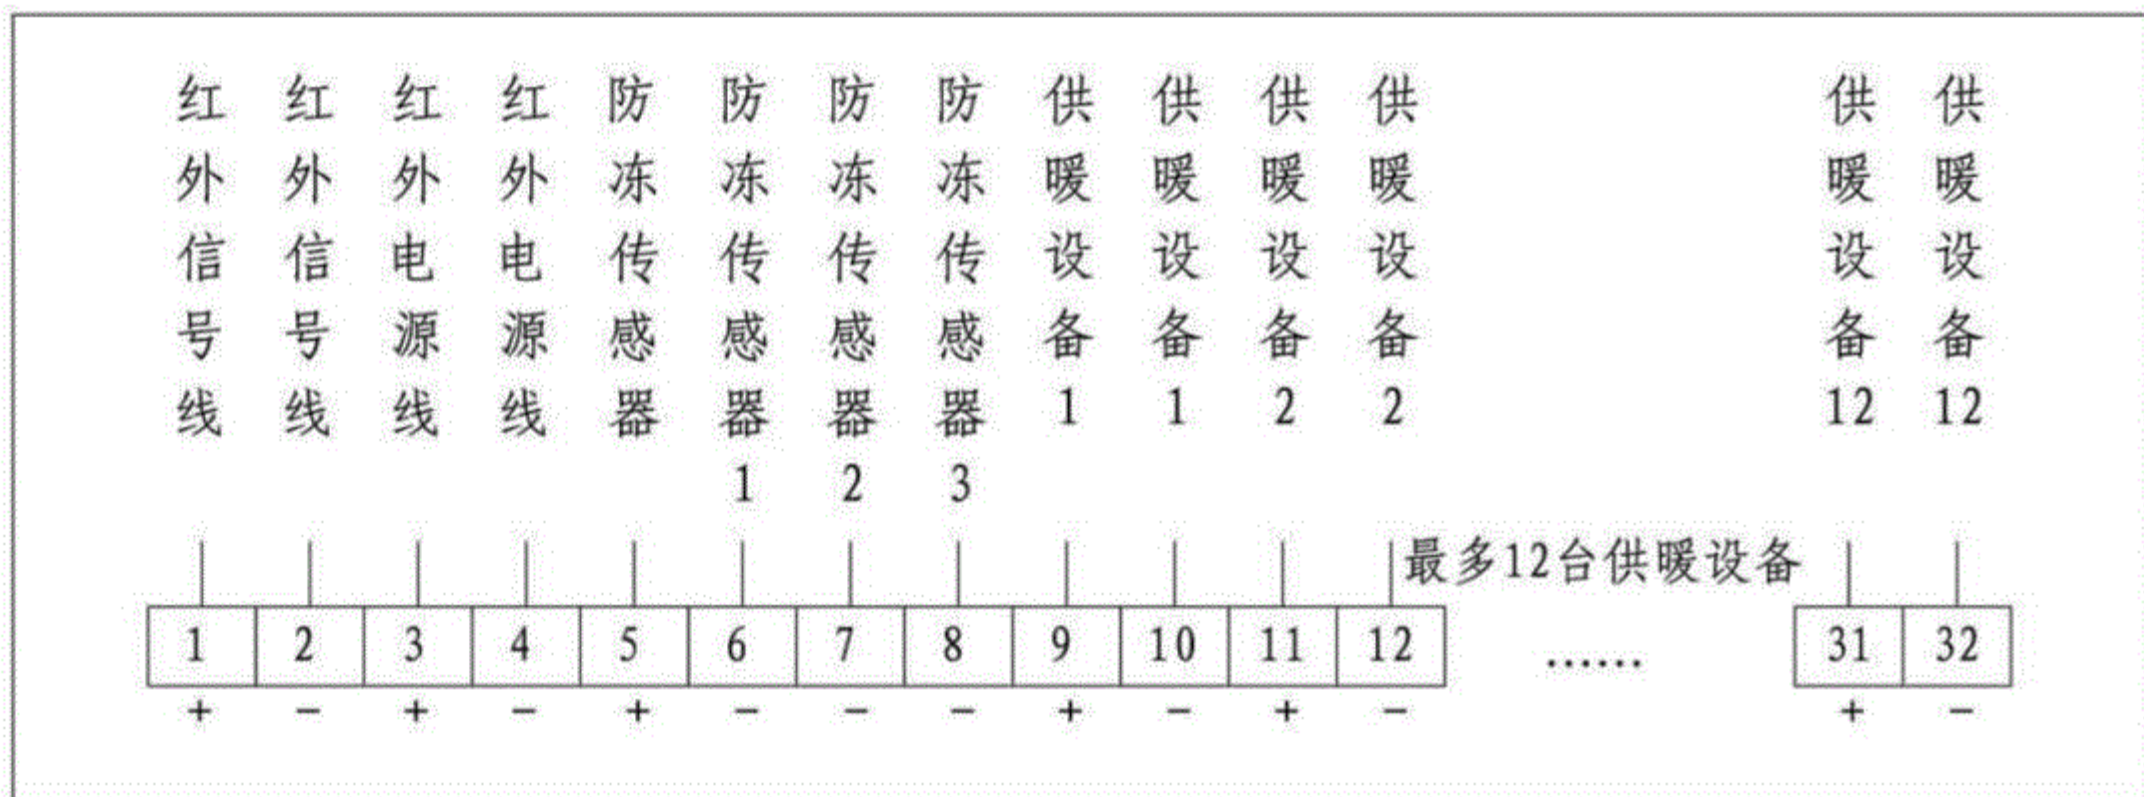 红外信号线
红外信号线
红外电源线
红外电源线
防冻传感器
防冻传感器1
防冻传感器2
防冻传感器3
供暖设备1
供暖设备1
供暖设备2
供暖设备2
供暖设备12
供暖设备12
最多12台供暖设备
1 2 3 4 5 6 7 8 9 10 11 12 …… 31 32
+ − + − + − − − + − + − + −